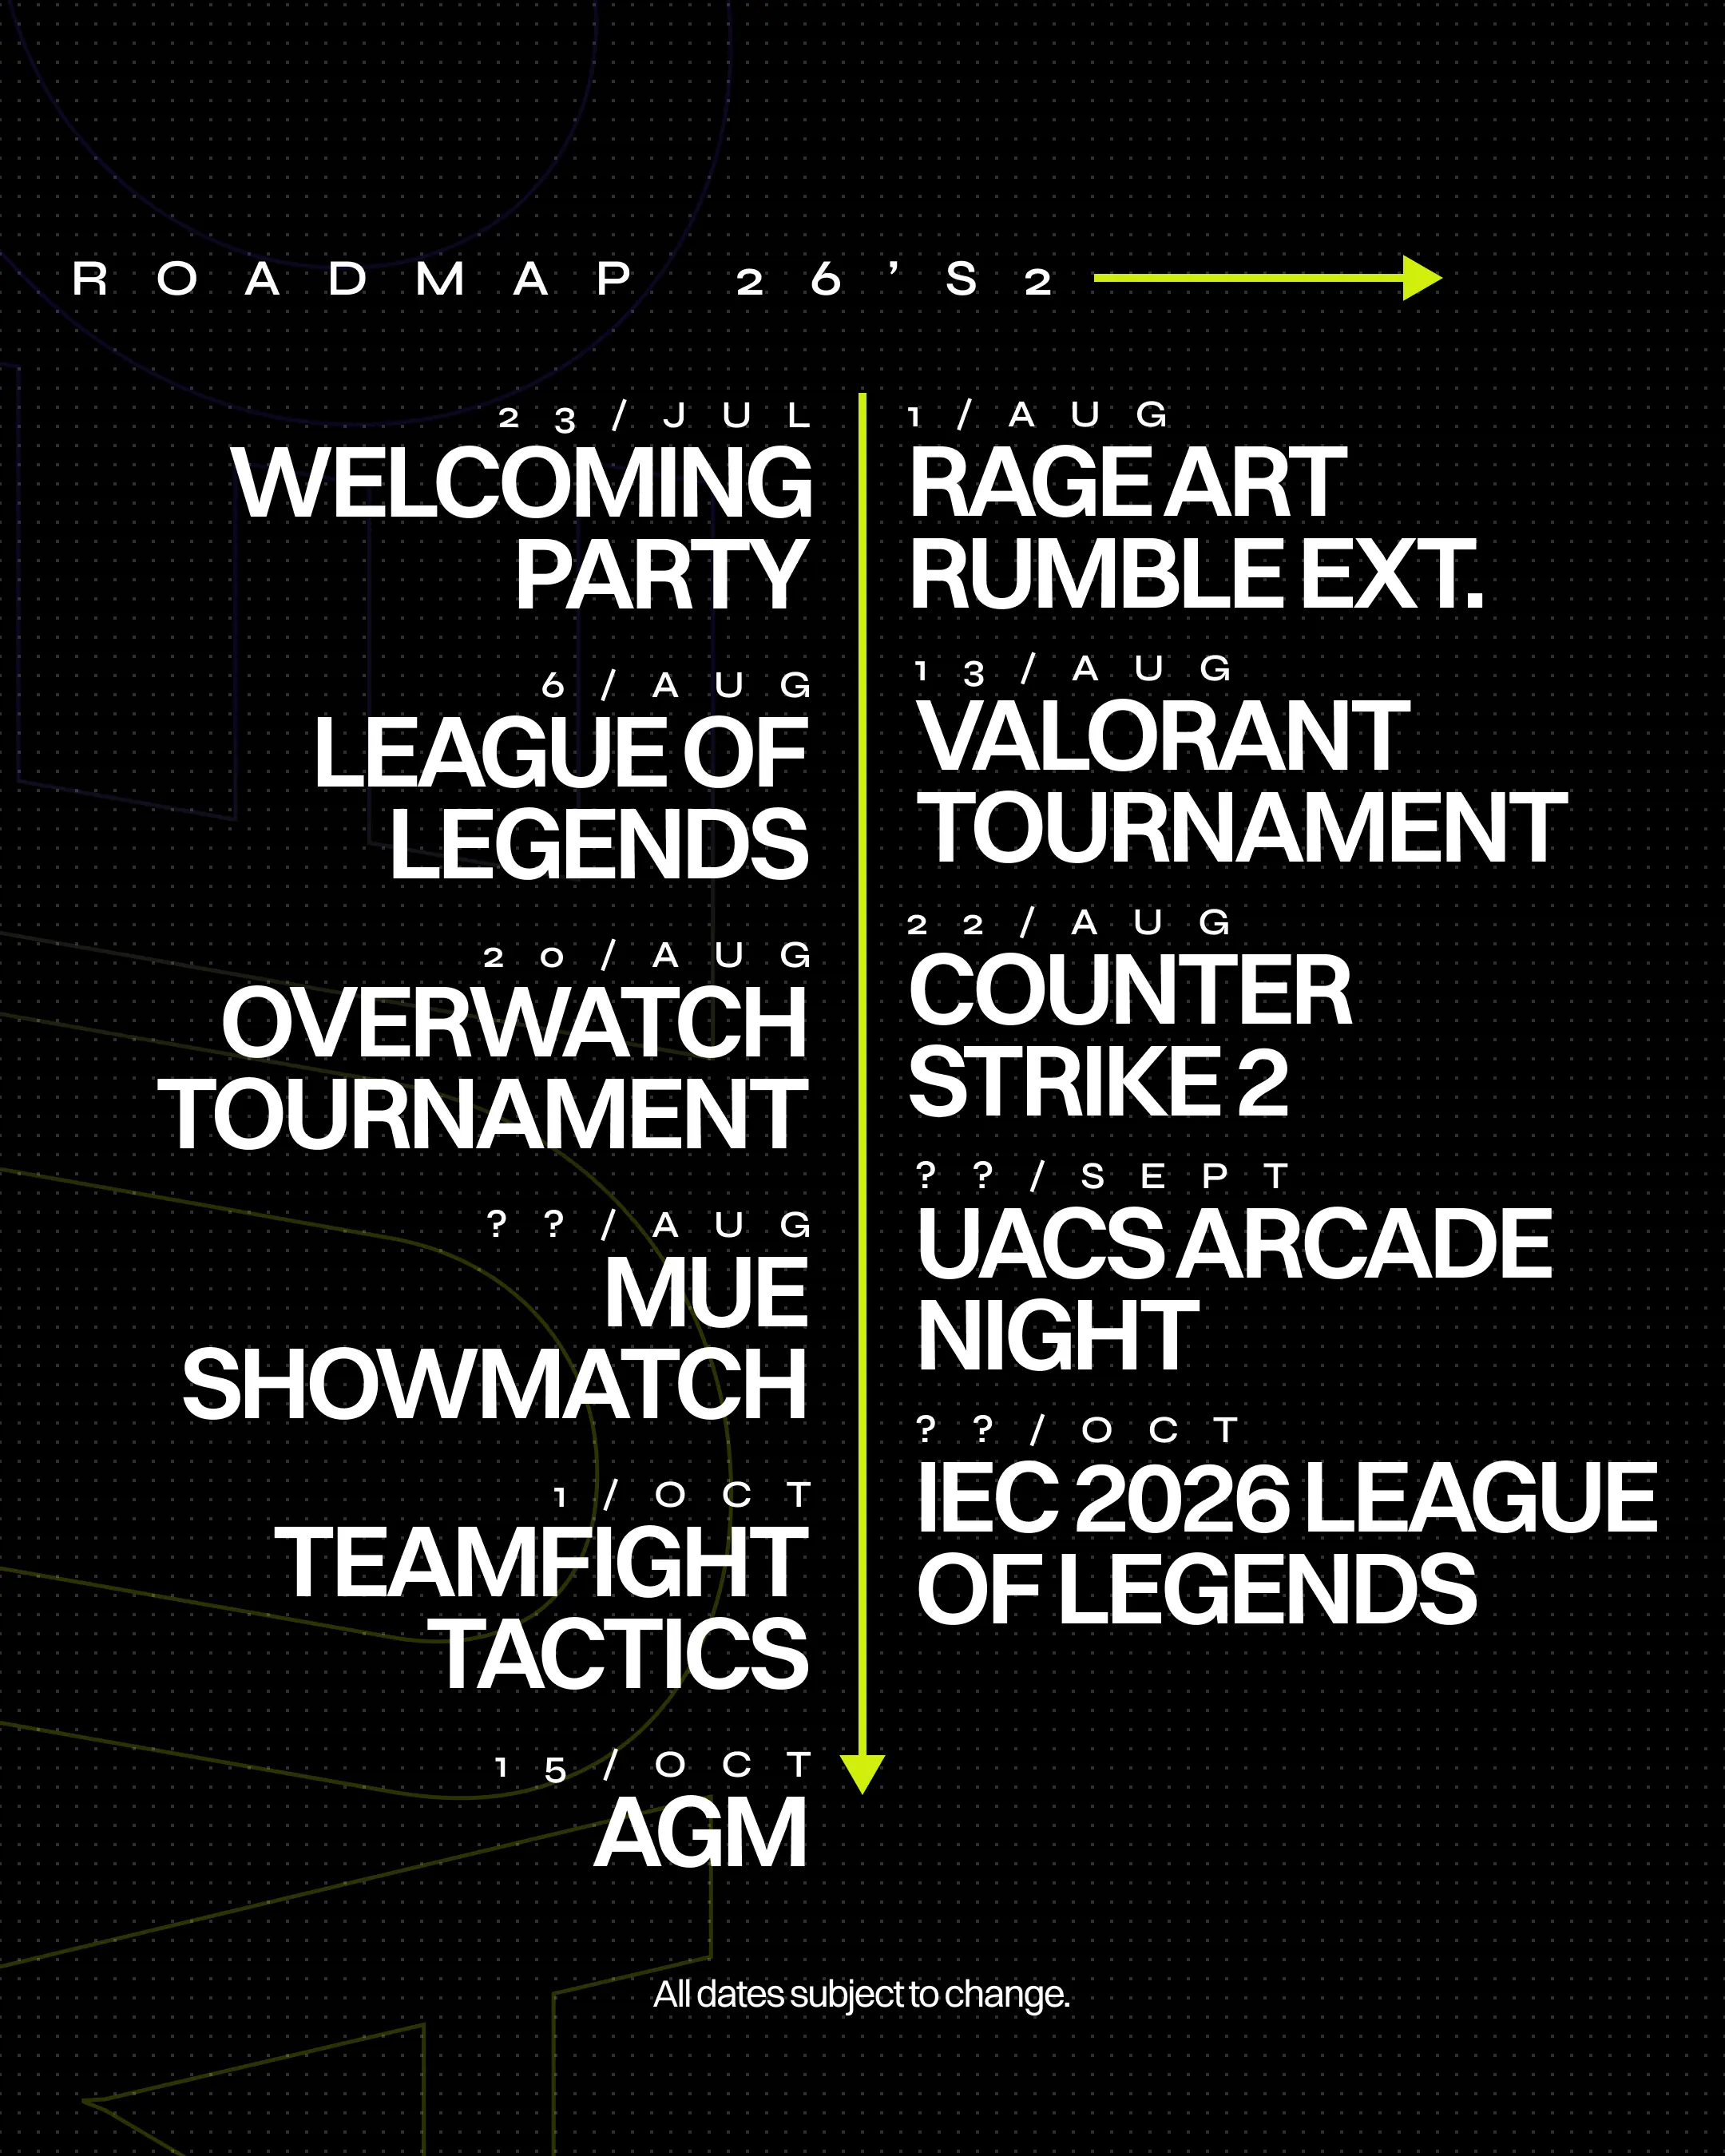 ROADMAP 26’S2
23/JUL
WELCOMING
PARTY
1/AUG
RAGE ART
RUMBLE EXT.
6/AUG
LEAGUE OF
LEGENDS
13/AUG
VALORANT
TOURNAMENT
20/AUG
OVERWATCH
TOURNAMENT
22/AUG
COUNTER
STRIKE 2
??/AUG
MUE
SHOWMATCH
??/SEPT
UACS ARCADE
NIGHT
1/OCT
TEAMFIGHT
TACTICS
??/OCT
IEC 2026 LEAGUE
OF LEGENDS
15/OCT
AGM
All dates subject to change.